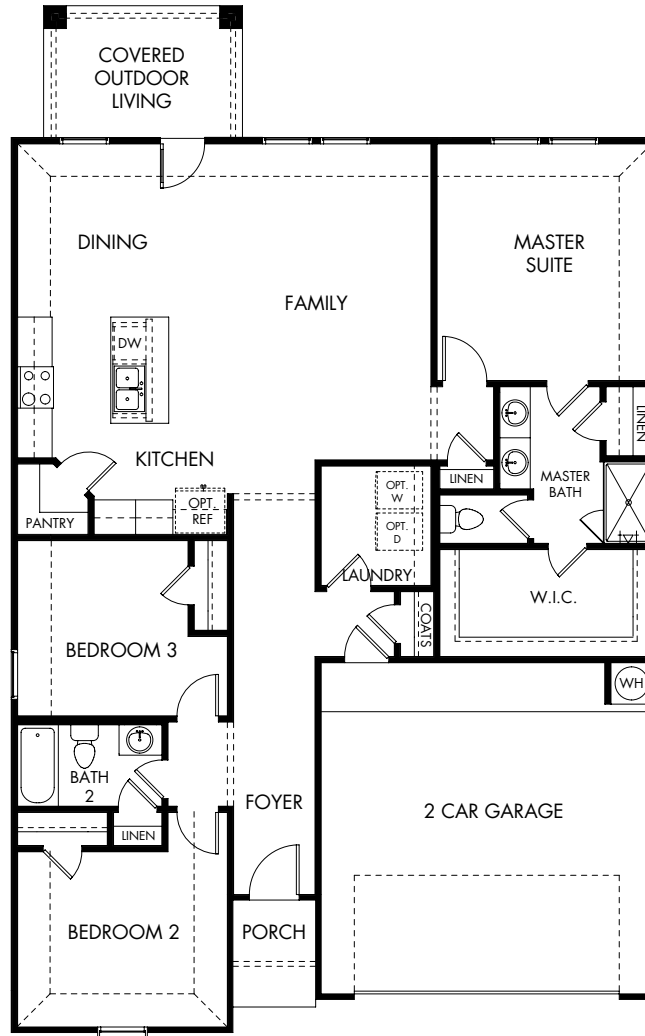 COVERED
OUTDOOR
LIVING
DINING
MASTER
SUITE
FAMILY
DW
LINEN
KITCHEN
MASTER
BATH
LINEN
OPT.
W
OPT.
REF
PANTRY
OPT.
D
LAUNDRY
W.I.C.
COATS
BEDROOM 3
WH
BATH
2
FOYER
2 CAR GARAGE
LINEN
BEDROOM 2
PORCH